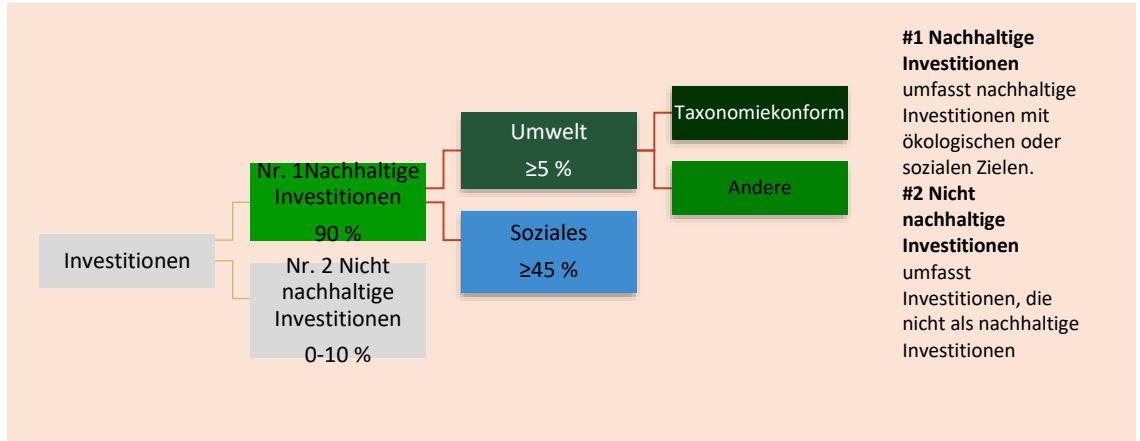 Investitionen
Nr. 1Nachhaltige
Investitionen
90 %
Nr. 2 Nicht
nachhaltige
Investitionen
0-10 %
Umwelt
≥5 %
Soziales
≥45 %
Taxonomiekonform
Andere
#1 Nachhaltige
Investitionen
umfasst nachhaltige
Investitionen mit
ökologischen oder
sozialen Zielen.
#2 Nicht
nachhaltige
Investitionen
umfasst
Investitionen, die
nicht als nachhaltige
Investitionen